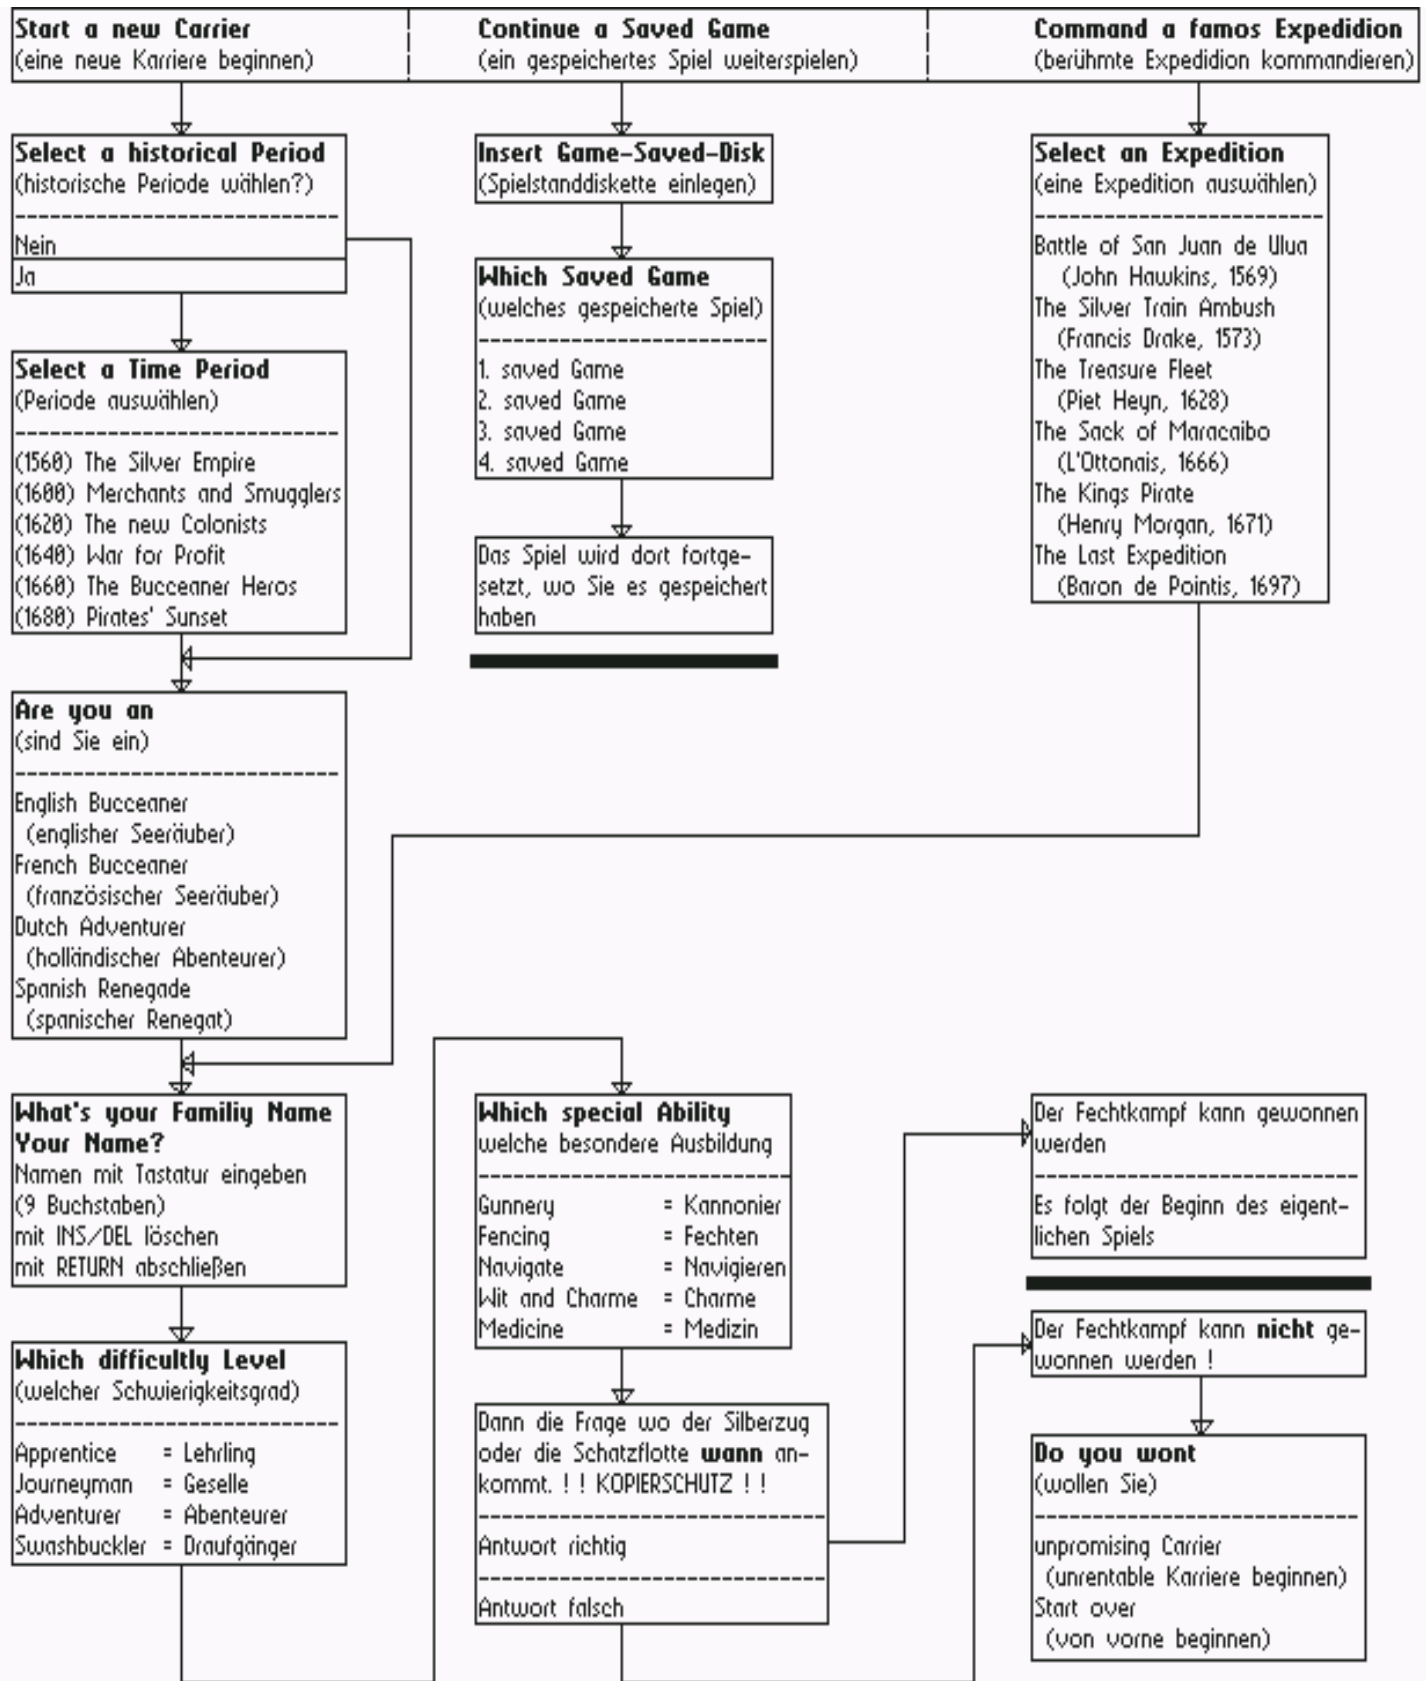 Start a new Carrier
(eine neue Karriere beginnen)
Continue a Saved Game
(ein gespeichertes Spiel weiterspielen)
Command a famos Expedidion
(berühmte Expedidion kommandieren)
Select a historical Period
(historische Periode wählen?)
Nein
Ja
Select a Time Period
(Periode auswählen)
(1560) The Silver Empire
(1600) Merchants and Smugglers
(1620) The new Colonists
(1640) War for Profit
(1660) The Bucceaner Heros
(1680) Pirates' Sunset
Are you an
(sind Sie ein)
English Bucceaner
(englisher Seeräuber)
French Bucceaner
(französischer Seeräuber)
Dutch Adventurer
(holländischer Abenteurer)
Spanish Renegade
(spanischer Renegat)
What's your Familiy Name
Your Name?
Namen mit Tastatur eingeben
(9 Buchstaben)
mit INS/DEL löschen
mit RETURN abschließen
Which difficultly Level
(welcher Schwierigkeitsgrad)
Apprentice = Lehrling
Journeyman = Geselle
Adventurer = Abenteurer
Swashbuckler = Draufgänger
Insert Game-Saved-Disk
(Spielstanddiskette einlegen)
Which Saved Game
(welches gespeicherte Spiel)
1. saved Game
2. saved Game
3. saved Game
4. saved Game
Das Spiel wird dort fortge-
setzt, wo Sie es gespeichert
haben
Which special Ability
welche besondere Ausbildung
Gunnery = Kannonier
Fencing = Fechten
Navigate = Navigieren
Wit and Charme = Charme
Medicine = Medizin
Dann die Frage wo der Silberzug
oder die Schatzflotte wann an-
kommt. ! ! KOPIERSCHUTZ ! !
Antwort richtig
Antwort falsch
Select an Expedition
(eine Expedition auswählen)
Battle of San Juan de Ulua
(John Hawkins, 1569)
The Silver Train Ambush
(Francis Drake, 1573)
The Treasure Fleet
(Piet Heyn, 1628)
The Sack of Maracaibo
(L'Ottonais, 1666)
The Kings Pirate
(Henry Morgan, 1671)
The Last Expedition
(Baron de Pointis, 1697)
Der Fechtkampf kann gewonnen
werden
Es folgt der Beginn des eigent-
lichen Spiels
Der Fechtkampf kann nicht ge-
wonnen werden !
Do you wont
(wollen Sie)
unpromising Carrier
(unrentable Karriere beginnen)
Start over
(von vorne beginnen)